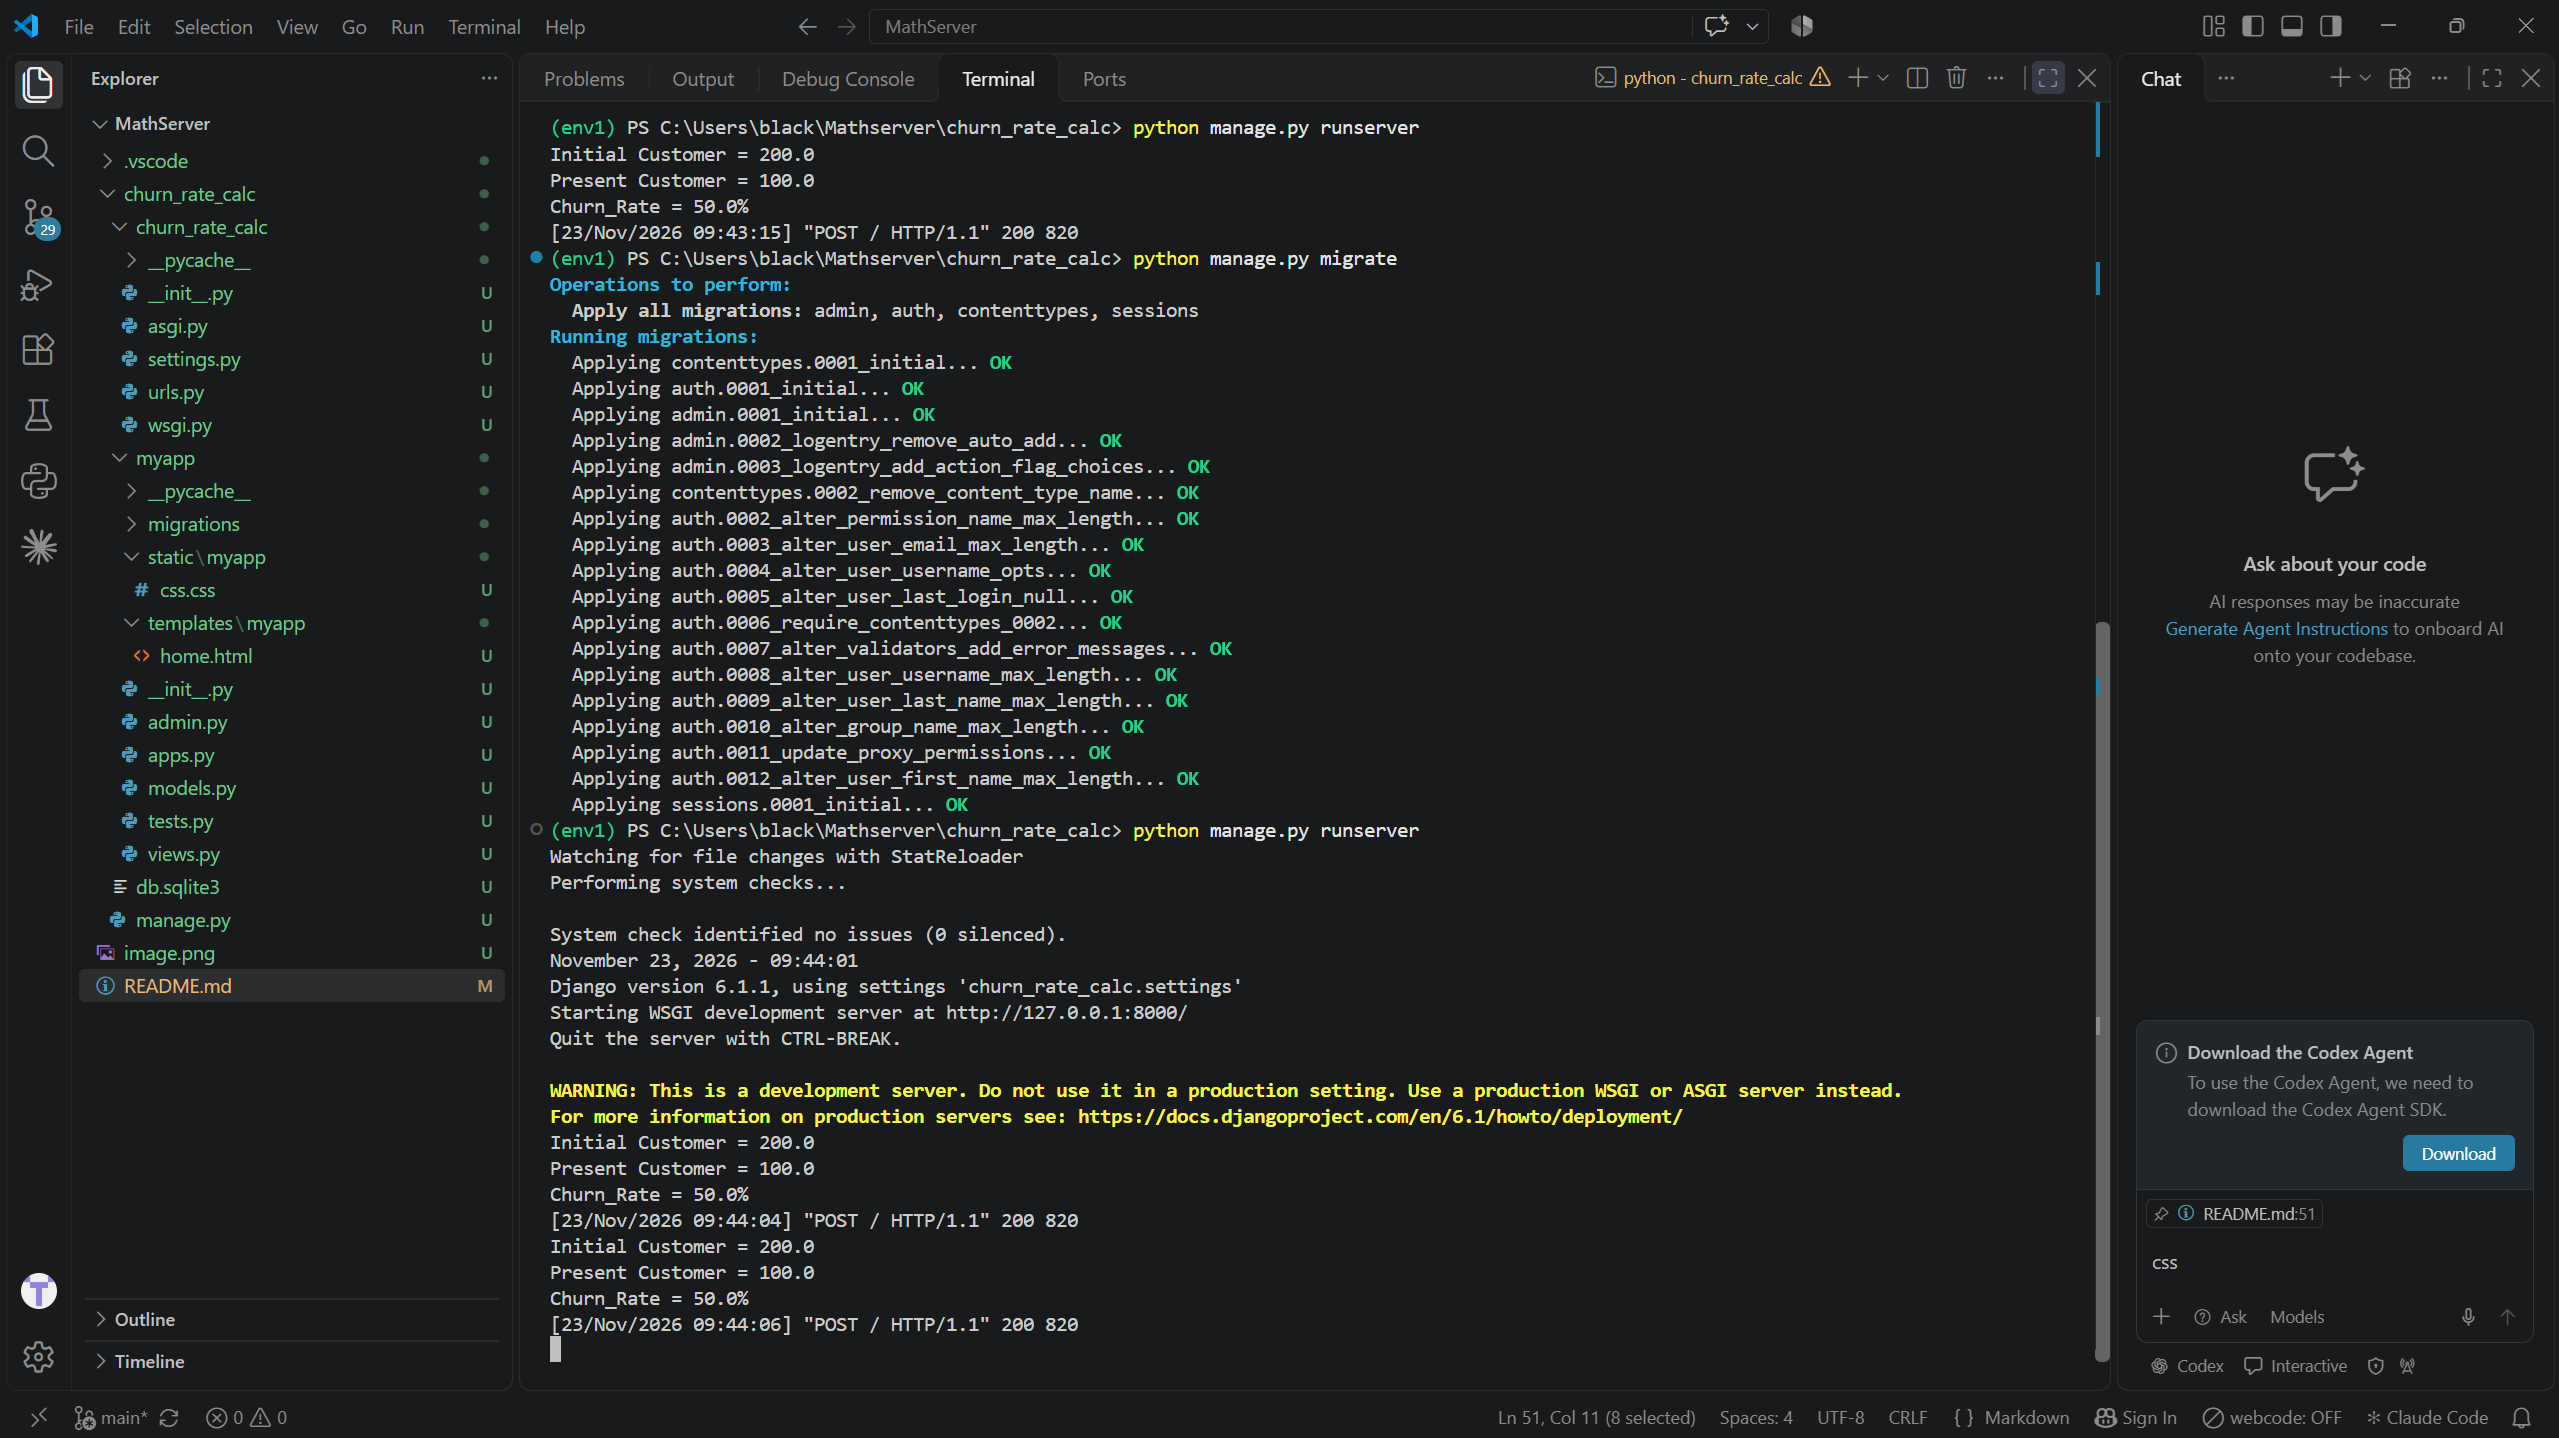 File Edit Selection View Go Run Terminal Help
MathServer
Explorer
MathServer
.vscode
churn_rate_calc
churn_rate_calc
__pycache__
__init__.py U
asgi.py U
settings.py U
urls.py U
wsgi.py U
myapp
__pycache__
migrations
static\myapp
# css.css U
templates\myapp
<> home.html U
__init__.py U
admin.py U
apps.py U
models.py U
tests.py U
views.py U
db.sqlite3 U
manage.py U
image.png U
README.md M
29
T
Outline
Timeline
Problems Output Debug Console Terminal Ports
python - churn_rate_calc
(env1) PS C:\Users\black\Mathserver\churn_rate_calc> python manage.py runserver
Initial Customer = 200.0
Present Customer = 100.0
Churn_Rate = 50.0%
[23/Nov/2026 09:43:15] "POST / HTTP/1.1" 200 820
(env1) PS C:\Users\black\Mathserver\churn_rate_calc> python manage.py migrate
Operations to perform:
Apply all migrations: admin, auth, contenttypes, sessions
Running migrations:
Applying contenttypes.0001_initial... OK
Applying auth.0001_initial... OK
Applying admin.0001_initial... OK
Applying admin.0002_logentry_remove_auto_add... OK
Applying admin.0003_logentry_add_action_flag_choices... OK
Applying contenttypes.0002_remove_content_type_name... OK
Applying auth.0002_alter_permission_name_max_length... OK
Applying auth.0003_alter_user_email_max_length... OK
Applying auth.0004_alter_user_username_opts... OK
Applying auth.0005_alter_user_last_login_null... OK
Applying auth.0006_require_contenttypes_0002... OK
Applying auth.0007_alter_validators_add_error_messages... OK
Applying auth.0008_alter_user_username_max_length... OK
Applying auth.0009_alter_user_last_name_max_length... OK
Applying auth.0010_alter_group_name_max_length... OK
Applying auth.0011_update_proxy_permissions... OK
Applying auth.0012_alter_user_first_name_max_length... OK
Applying sessions.0001_initial... OK
(env1) PS C:\Users\black\Mathserver\churn_rate_calc> python manage.py runserver
Watching for file changes with StatReloader
Performing system checks...
System check identified no issues (0 silenced).
November 23, 2026 - 09:44:01
Django version 6.1.1, using settings 'churn_rate_calc.settings'
Starting WSGI development server at http://127.0.0.1:8000/
Quit the server with CTRL-BREAK.
WARNING: This is a development server. Do not use it in a production setting. Use a production WSGI or ASGI server instead.
For more information on production servers see: https://docs.djangoproject.com/en/6.1/howto/deployment/
Initial Customer = 200.0
Present Customer = 100.0
Churn_Rate = 50.0%
[23/Nov/2026 09:44:04] "POST / HTTP/1.1" 200 820
Initial Customer = 200.0
Present Customer = 100.0
Churn_Rate = 50.0%
[23/Nov/2026 09:44:06] "POST / HTTP/1.1" 200 820
Chat
Ask about your code
AI responses may be inaccurate
Generate Agent Instructions to onboard AI
onto your codebase.
Download the Codex Agent
To use the Codex Agent, we need to
download the Codex Agent SDK.
Download
README.md:51
css
Ask Models
Codex Interactive
main* 0 0
Ln 51, Col 11 (8 selected) Spaces: 4 UTF-8 CRLF {} Markdown Sign In webcode: OFF Claude Code